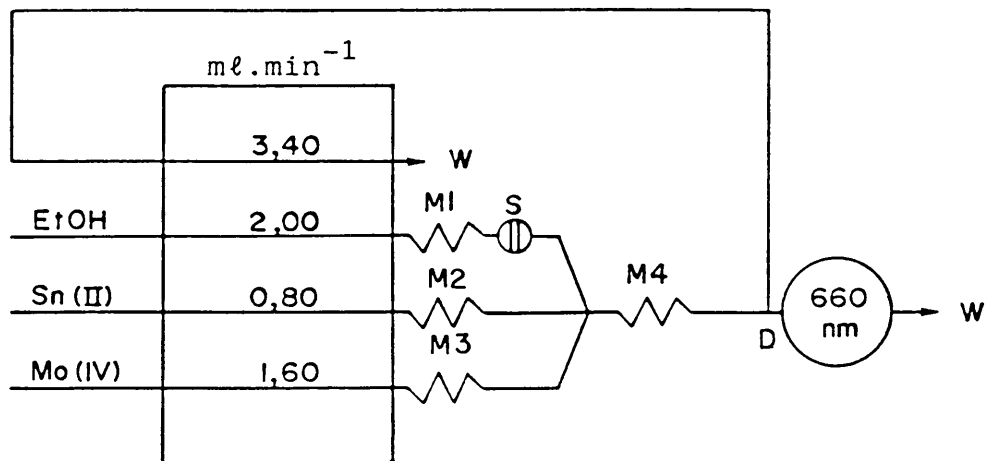 mℓ.min⁻¹
3,40 W
EtOH 2,00 M1 S
Sn (II) 0,80 M2 M4 660 nm W
D
Mo (IV) 1,60 M3